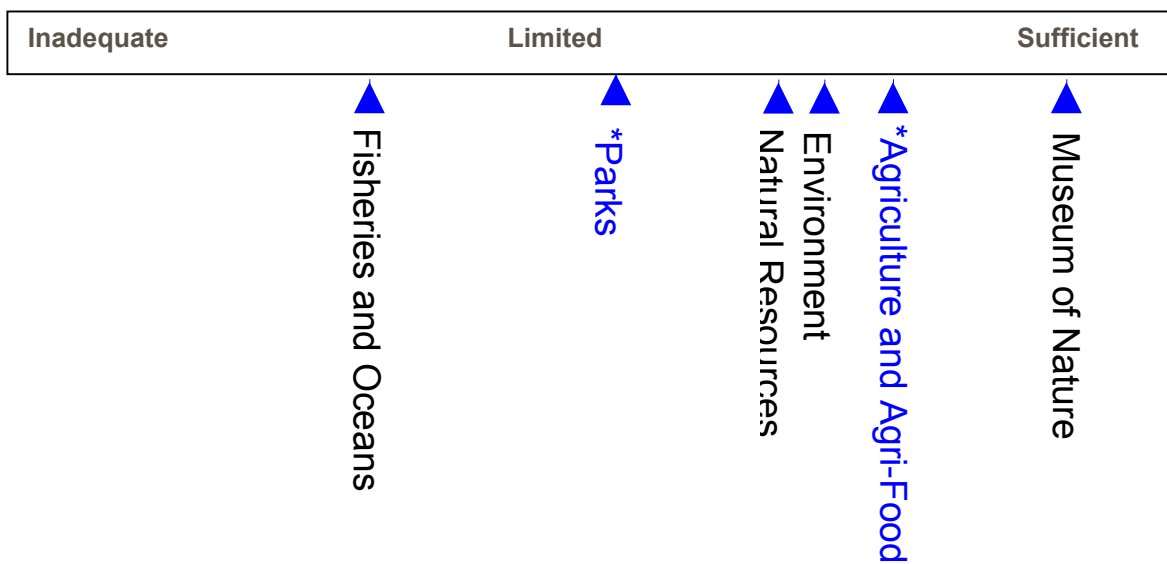 Inadequate Limited Sufficient
Fisheries and Oceans
*Parks
Natural Resources
Environment
*Agriculture and Agri-Food
Museum of Nature